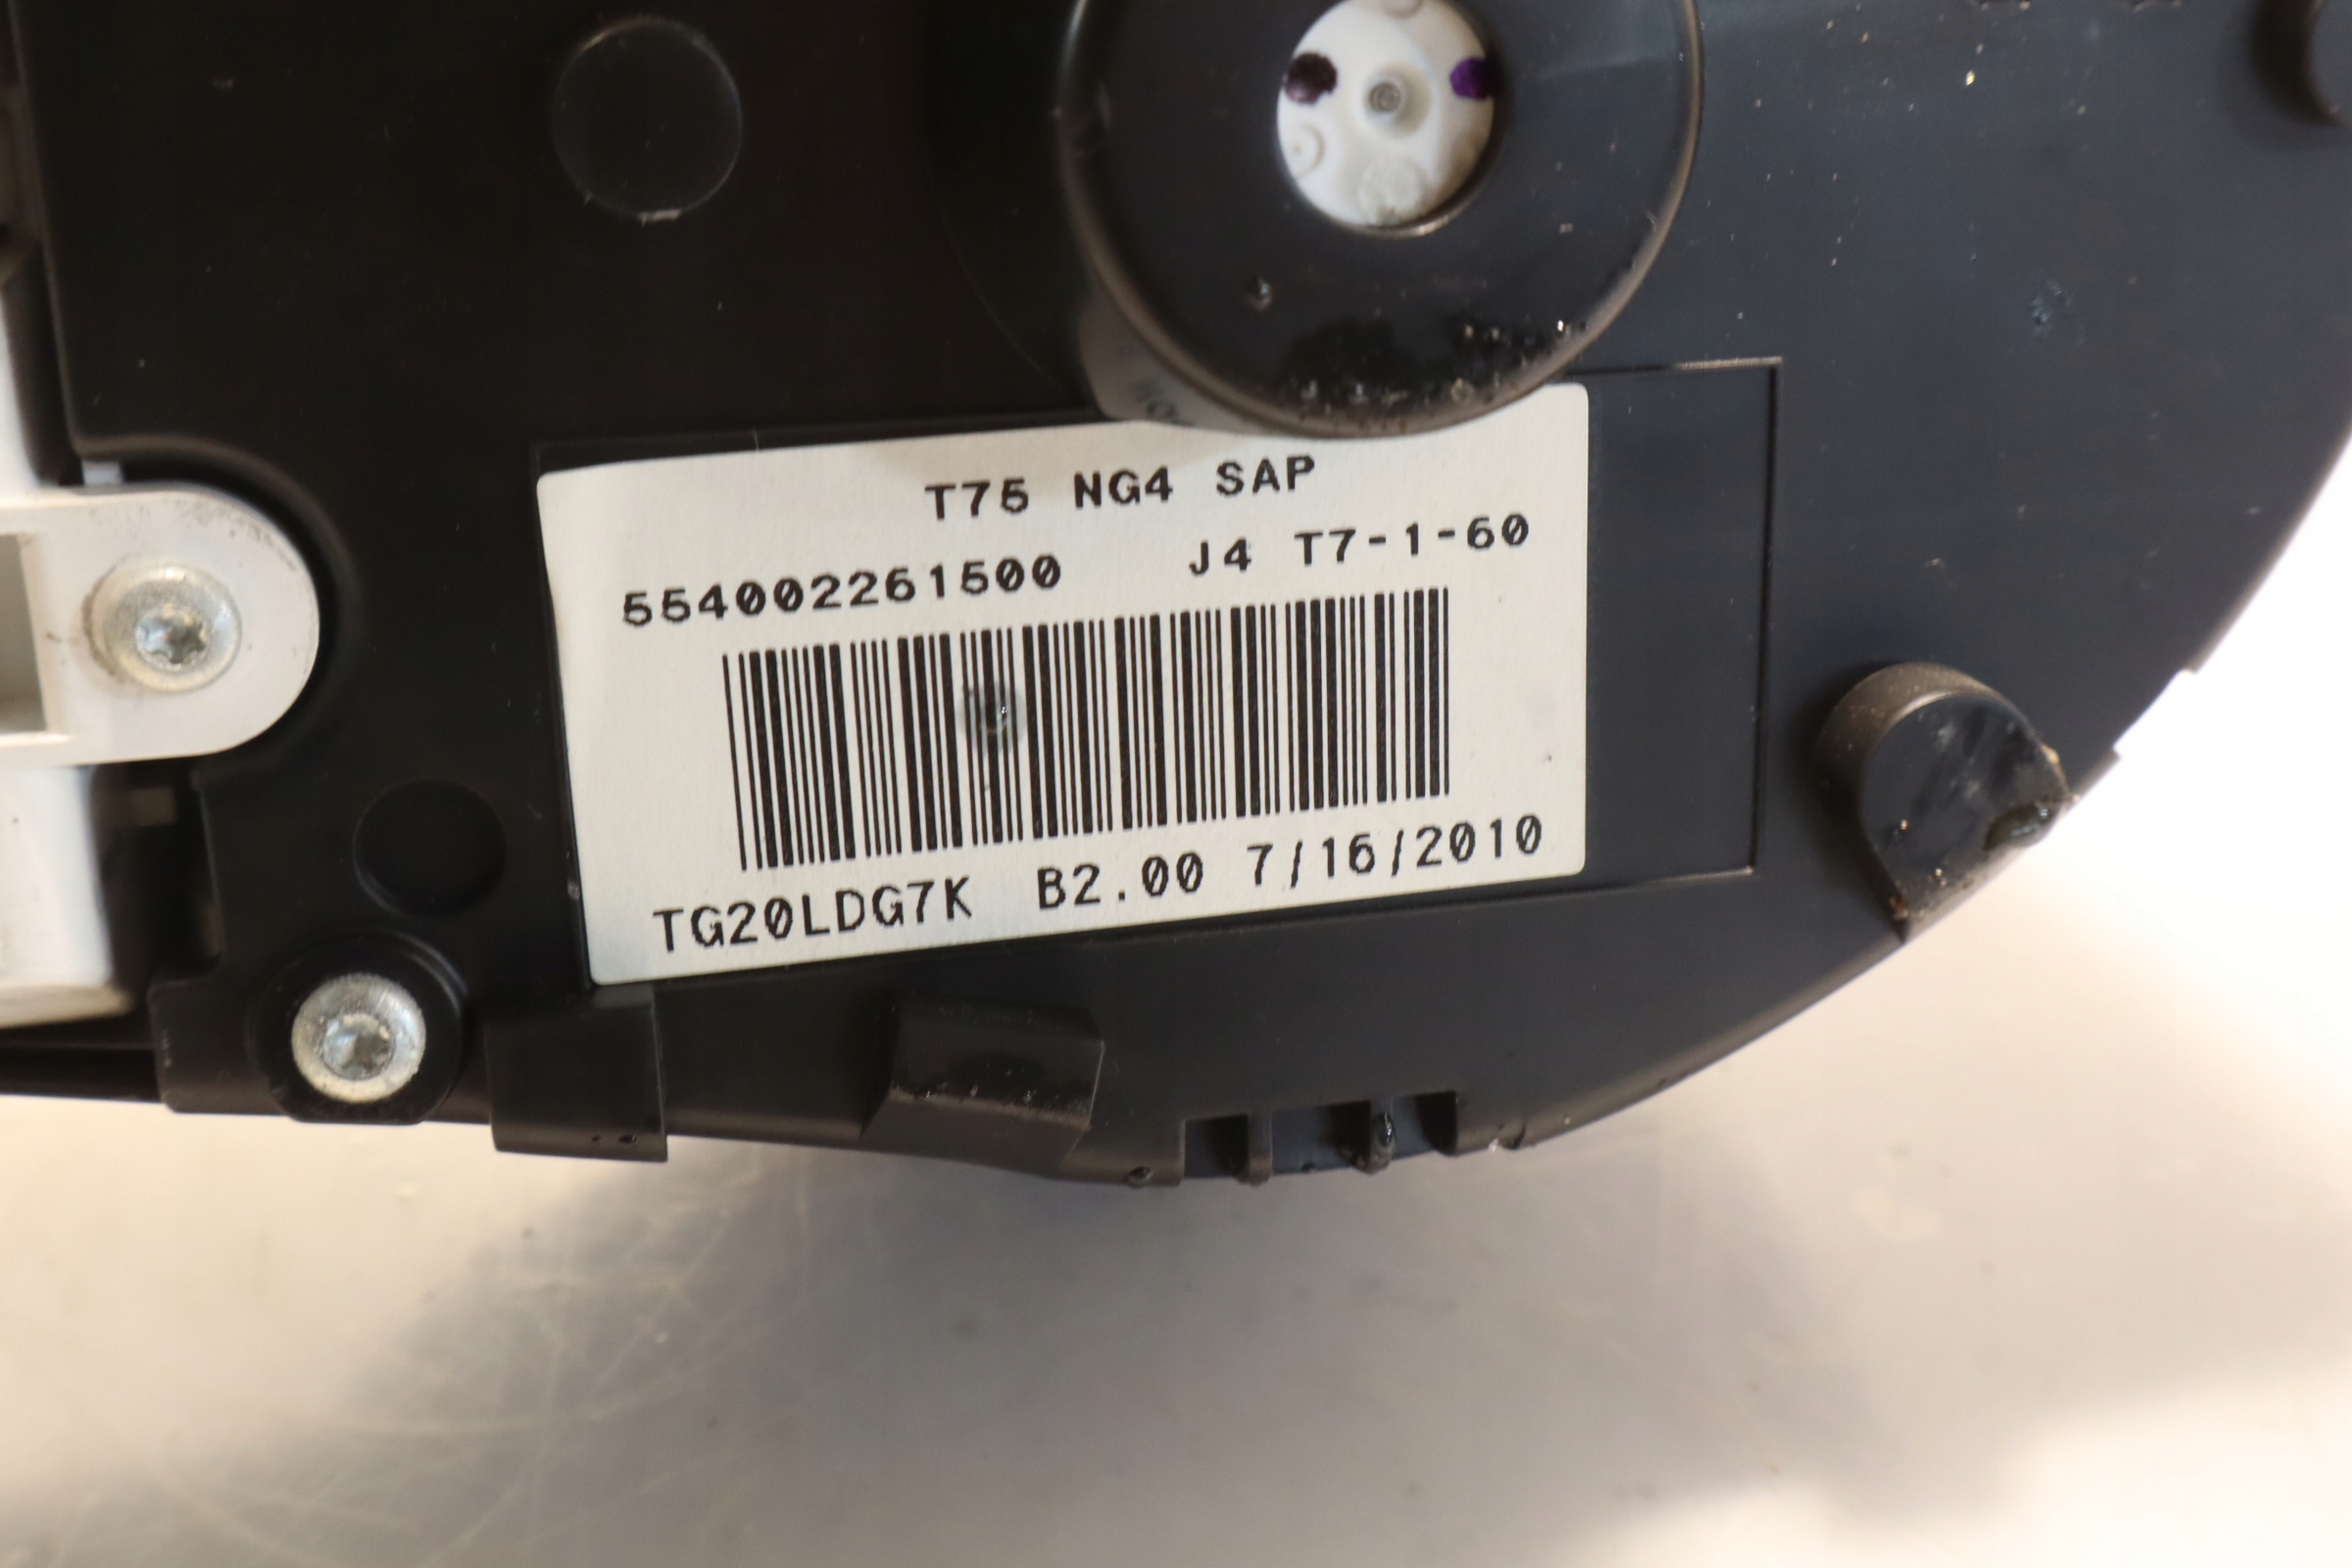 T75 NG4 SAP
554002261500 J4 T7-1-60
TG20LDG7K B2.00 7/16/2010